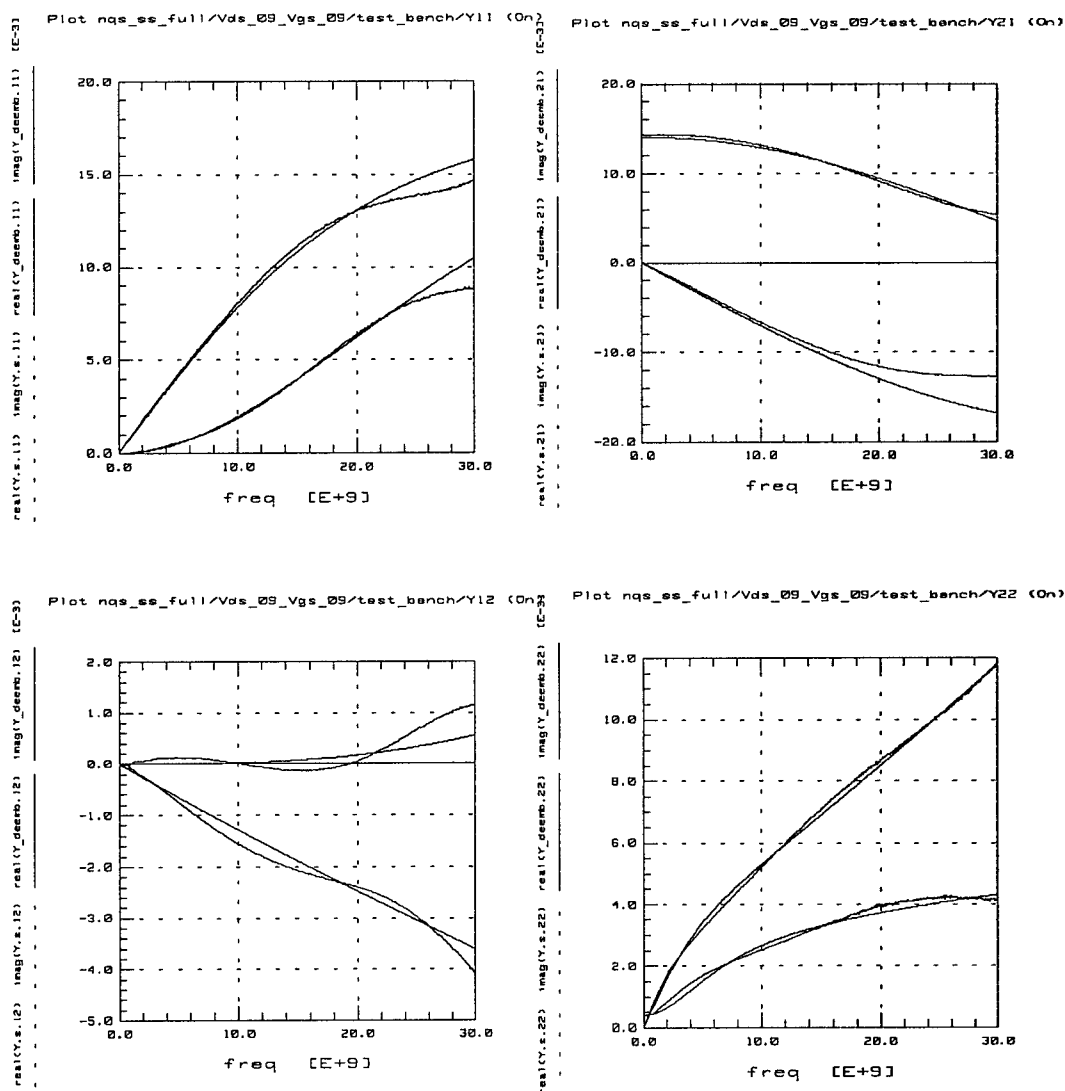 Plot nqs_ss_full/Vds_09_Vgs_09/test_bench/Y11 (On)
[E-3]
real(Y.s.11) imag(Y.s.11) real(Y_deemb.11) imag(Y_deemb.11)
20.0
15.0
10.0
5.0
0.0
0.0 10.0 20.0 30.0
freq [E+9]
Plot nqs_ss_full/Vds_09_Vgs_09/test_bench/Y21 (On)
[E-3]
real(Y.s.21) imag(Y.s.21) real(Y_deemb.21) imag(Y_deemb.21)
20.0
10.0
0.0
-10.0
-20.0
0.0 10.0 20.0 30.0
freq [E+9]
Plot nqs_ss_full/Vds_09_Vgs_09/test_bench/Y12 (On)
[E-3]
real(Y.s.12) imag(Y.s.12) real(Y_deemb.12) imag(Y_deemb.12)
2.0
1.0
0.0
-1.0
-2.0
-3.0
-4.0
-5.0
0.0 10.0 20.0 30.0
freq [E+9]
Plot nqs_ss_full/Vds_09_Vgs_09/test_bench/Y22 (On)
[E-3]
real(Y.s.22) imag(Y.s.22) real(Y_deemb.22) imag(Y_deemb.22)
12.0
10.0
8.0
6.0
4.0
2.0
0.0
0.0 10.0 20.0 30.0
freq [E+9]